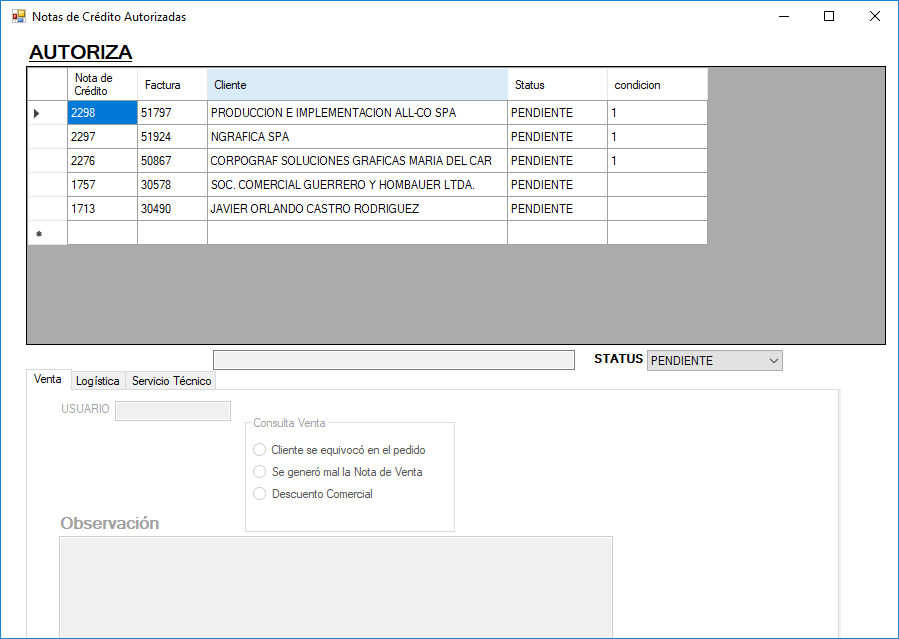 Notas de Crédito Autorizadas
AUTORIZA
Nota de Crédito Factura Cliente Status condicion
2298 51797 PRODUCCION E IMPLEMENTACION ALL-CO SPA PENDIENTE 1
2297 51924 NGRAFICA SPA PENDIENTE 1
2276 50867 CORPOGRAF SOLUCIONES GRAFICAS MARIA DEL CAR PENDIENTE 1
1757 30578 SOC. COMERCIAL GUERRERO Y HOMBAUER LTDA. PENDIENTE
1713 30490 JAVIER ORLANDO CASTRO RODRIGUEZ PENDIENTE
STATUS PENDIENTE
Venta Logística Servicio Técnico
USUARIO
Consulta Venta
Cliente se equivocó en el pedido
Se generó mal la Nota de Venta
Descuento Comercial
Observación